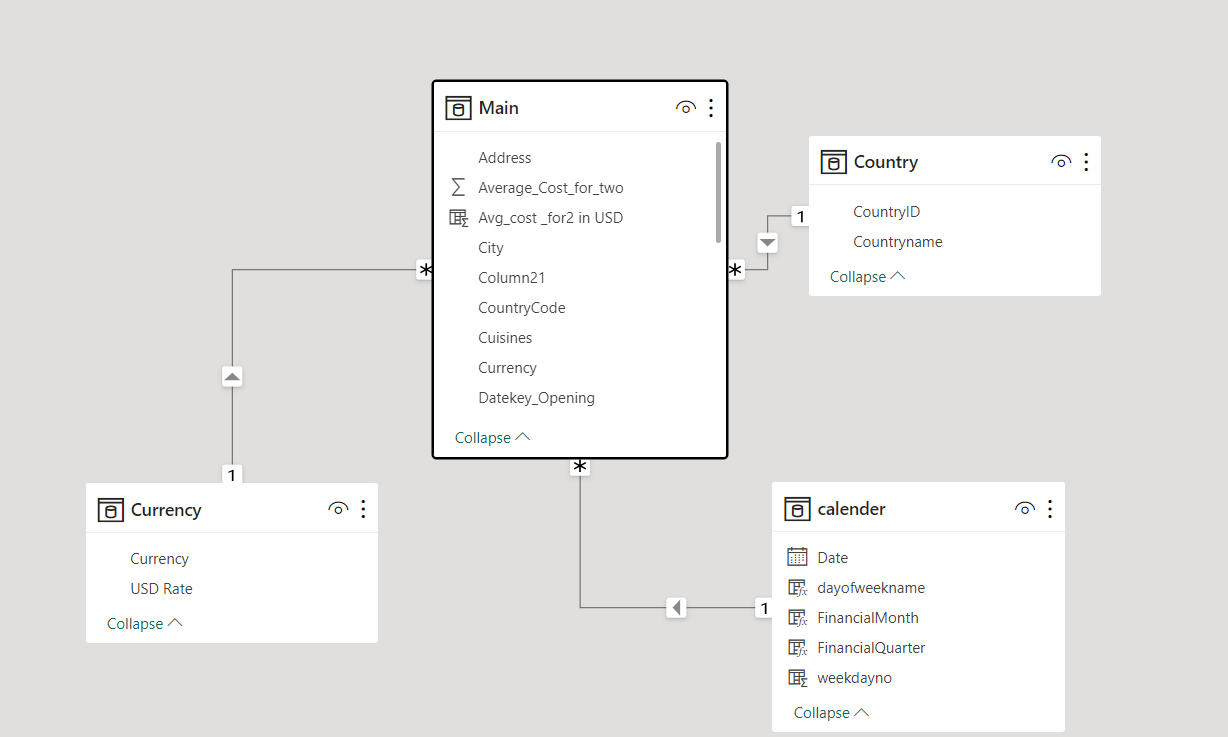 Main
Address
Average_Cost_for_two
Avg_cost _for2 in USD
City
Column21
CountryCode
Cuisines
Currency
Datekey_Opening
Collapse
*
*
*
Country
CountryID
Countryname
Collapse
1
1
Currency
Currency
USD Rate
Collapse
1
calender
Date
dayofweekname
FinancialMonth
FinancialQuarter
weekdayno
Collapse